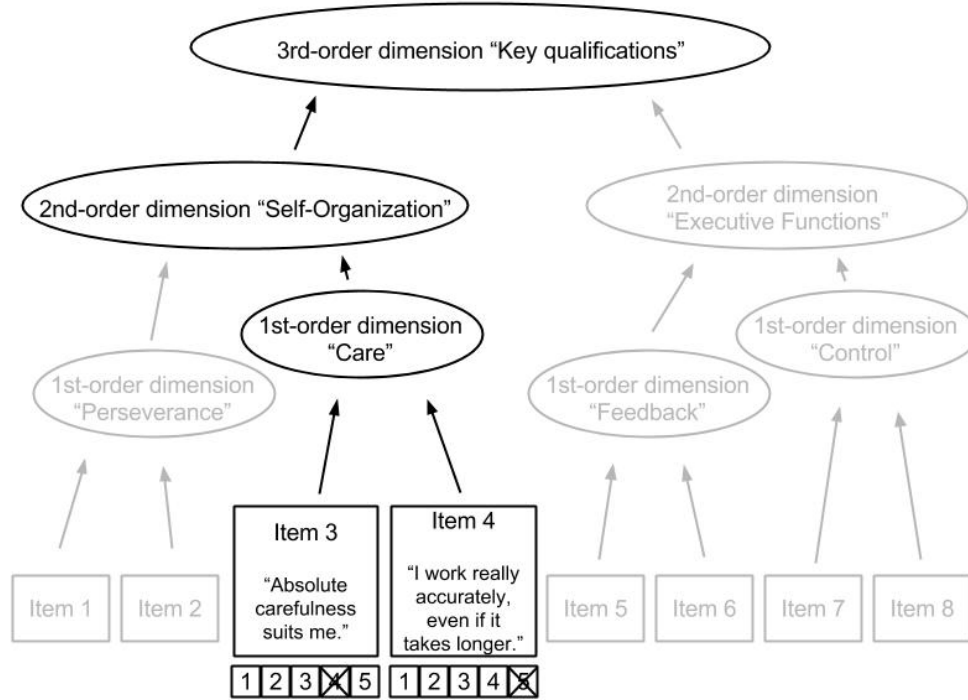 3rd-order dimension “Key qualifications”
2nd-order dimension “Self-Organization”
2nd-order dimension
“Executive Functions”
1st-order dimension
“Care”
1st-order dimension
“Control”
1st-order dimension
“Perseverance”
1st-order dimension
“Feedback”
Item 1
Item 2
Item 3
“Absolute
carefulness
suits me.”
Item 4
“I work really
accurately,
even if it
takes longer.”
Item 5
Item 6
Item 7
Item 8
1 2 3 4 5
1 2 3 4 5